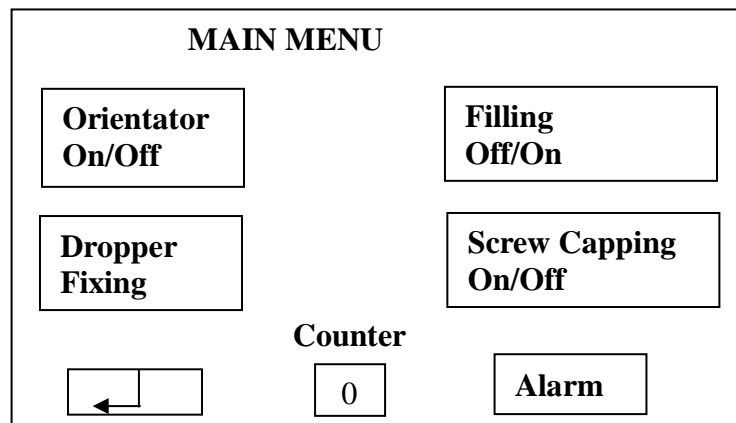 MAIN MENU
Orientator
On/Off
Filling
Off/On
Dropper
Fixing
Screw Capping
On/Off
Counter
0
Alarm